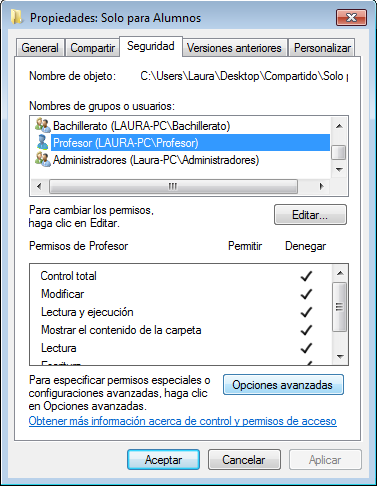 Propiedades: Solo para Alumnos
General
Compartir
Seguridad
Versiones anteriores
Personalizar
Nombre de objeto: C:\Users\Laura\Desktop\Compartido\Solo p
Nombres de grupos o usuarios:
Bachillerato (LAURA-PC\Bachillerato)
Profesor (LAURA-PC\Profesor)
Administradores (Laura-PC\Administradores)
Para cambiar los permisos,
haga clic en Editar.
Editar...
Permisos de Profesor Permitir Denegar
Control total
Modificar
Lectura y ejecución
Mostrar el contenido de la carpeta
Lectura
Para especificar permisos especiales o
configuraciones avanzadas, haga clic
en Opciones avanzadas.
Opciones avanzadas
Obtener más información acerca de control y permisos de acceso
Aceptar
Cancelar
Aplicar